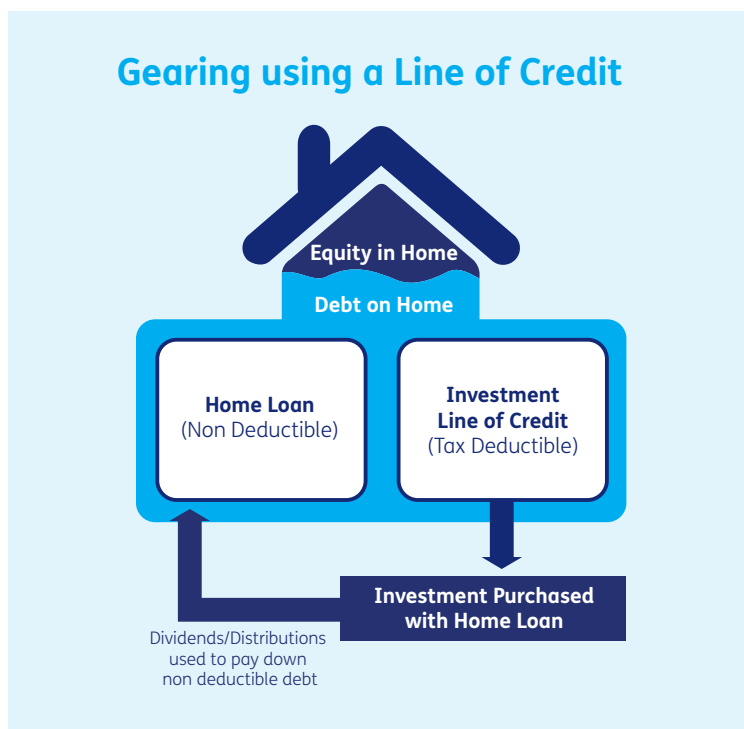 Gearing using a Line of Credit
Equity in Home
Debt on Home
Home Loan
(Non Deductible)
Investment
Line of Credit
(Tax Deductible)
Investment Purchased
with Home Loan
Dividends/Distributions
used to pay down
non deductible debt